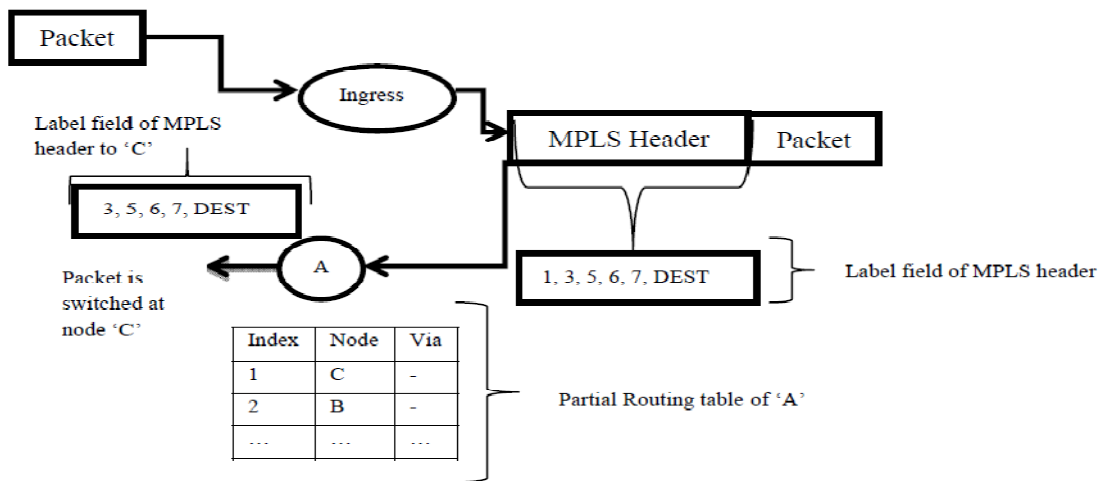 Packet
Ingress
Label field of MPLS
header to ‘C’
MPLS Header
Packet
3, 5, 6, 7, DEST
A
1, 3, 5, 6, 7, DEST
Label field of MPLS header
Packet is
switched at
node ‘C’
Index Node Via
1 C -
2 B -
… … …
Partial Routing table of ‘A’